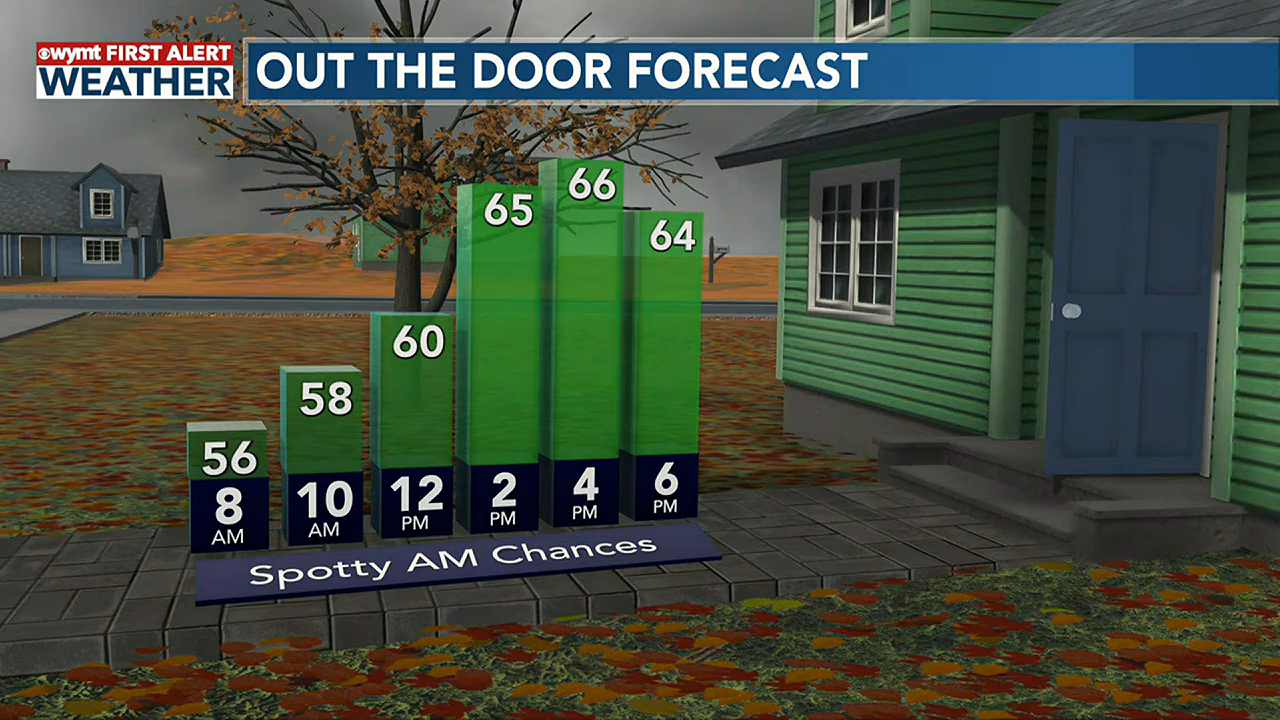 wymt FIRST ALERT
WEATHER
OUT THE DOOR FORECAST
56
58
60
65
66
64
8
AM
10
AM
12
PM
2
PM
4
PM
6
PM
Spotty AM Chances